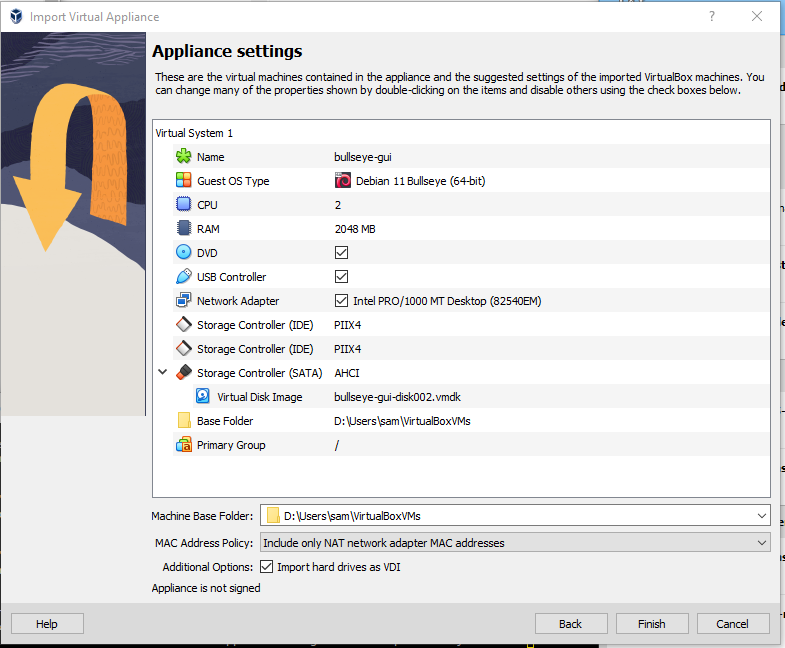 Import Virtual Appliance
?
Appliance settings
These are the virtual machines contained in the appliance and the suggested settings of the imported VirtualBox machines. You
can change many of the properties shown by double-clicking on the items and disable others using the check boxes below.
Virtual System 1
Name bullseye-gui
Guest OS Type Debian 11 Bullseye (64-bit)
CPU 2
RAM 2048 MB
DVD
USB Controller
Network Adapter Intel PRO/1000 MT Desktop (82540EM)
Storage Controller (IDE) PIIX4
Storage Controller (IDE) PIIX4
Storage Controller (SATA) AHCI
Virtual Disk Image bullseye-gui-disk002.vmdk
Base Folder D:\Users\sam\VirtualBoxVMs
Primary Group /
Machine Base Folder: D:\Users\sam\VirtualBoxVMs
MAC Address Policy: Include only NAT network adapter MAC addresses
Additional Options: Import hard drives as VDI
Appliance is not signed
Help Back Finish Cancel